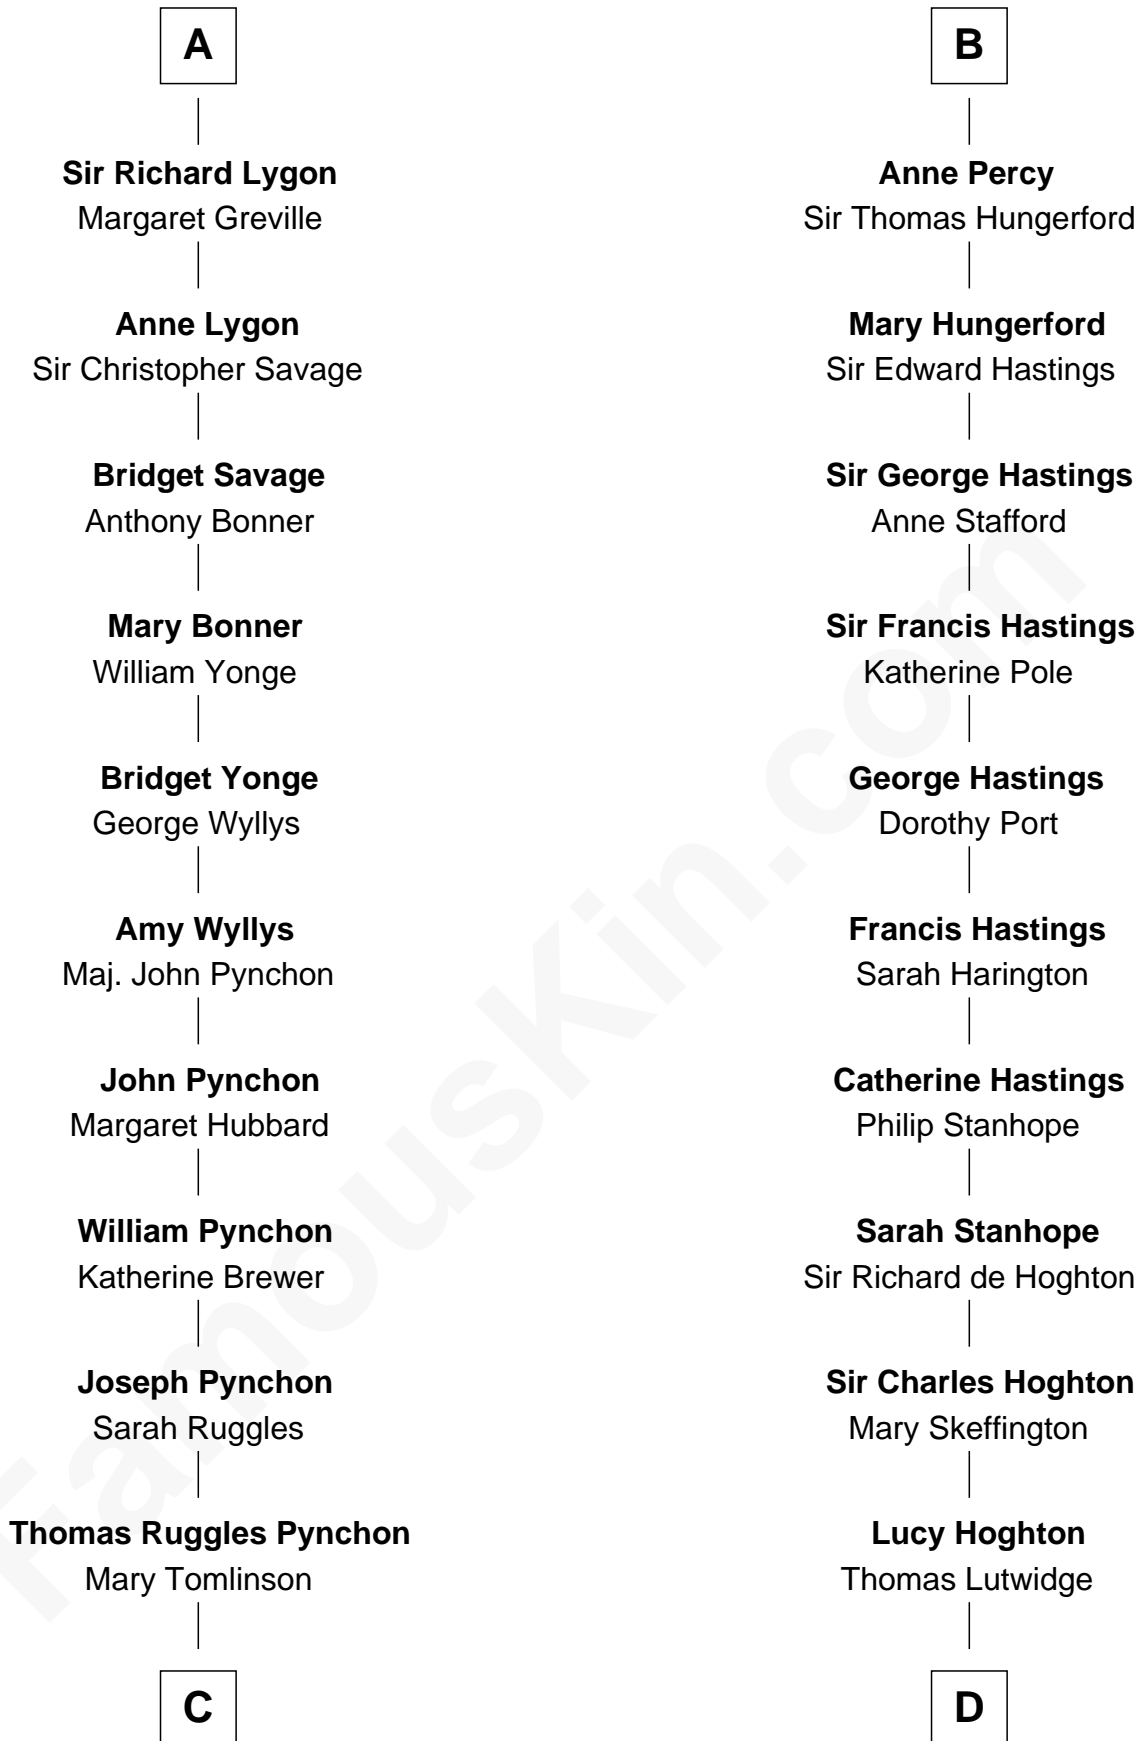 A
Sir Richard Lygon
Margaret Greville
Anne Lygon
Sir Christopher Savage
Bridget Savage
Anthony Bonner
Mary Bonner
William Yonge
Bridget Yonge
George Wyllys
Amy Wyllys
Maj. John Pynchon
John Pynchon
Margaret Hubbard
William Pynchon
Katherine Brewer
Joseph Pynchon
Sarah Ruggles
Thomas Ruggles Pynchon
Mary Tomlinson
C
B
Anne Percy
Sir Thomas Hungerford
Mary Hungerford
Sir Edward Hastings
Sir George Hastings
Anne Stafford
Sir Francis Hastings
Katherine Pole
George Hastings
Dorothy Port
Francis Hastings
Sarah Harington
Catherine Hastings
Philip Stanhope
Sarah Stanhope
Sir Richard de Hoghton
Sir Charles Hoghton
Mary Skeffington
Lucy Hoghton
Thomas Lutwidge
D
FamousKin.com